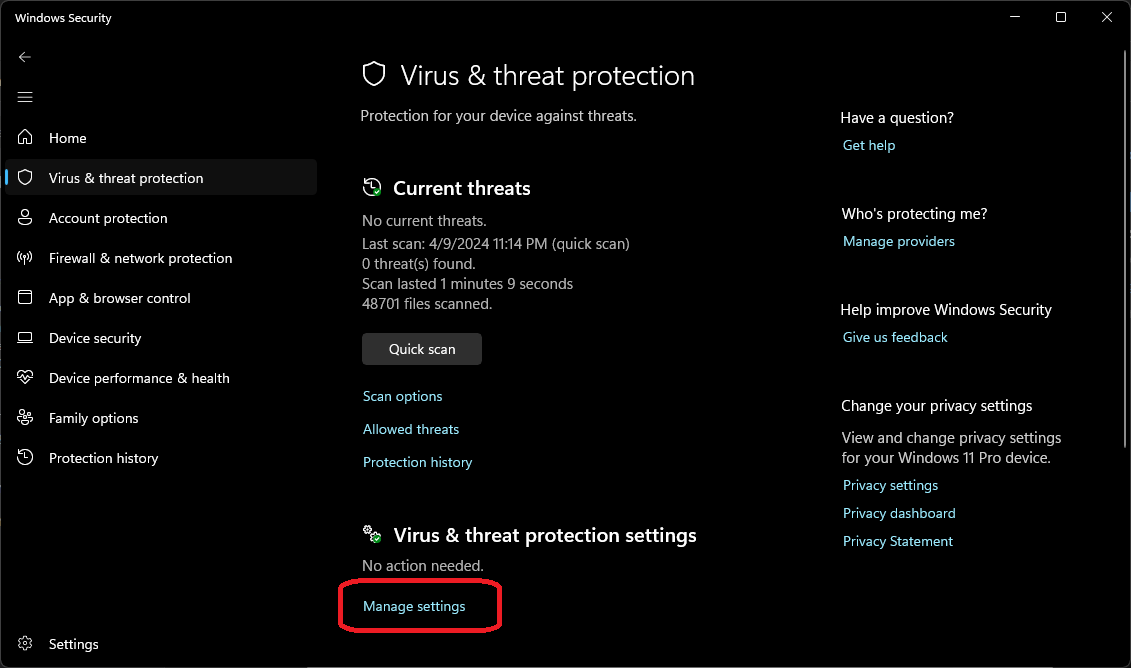 Windows Security
Home
Virus & threat protection
Account protection
Firewall & network protection
App & browser control
Device security
Device performance & health
Family options
Protection history
Settings
Virus & threat protection
Protection for your device against threats.
Current threats
No current threats.
Last scan: 4/9/2024 11:14 PM (quick scan)
0 threat(s) found.
Scan lasted 1 minutes 9 seconds
48701 files scanned.
Quick scan
Scan options
Allowed threats
Protection history
Virus & threat protection settings
No action needed.
Manage settings
Have a question?
Get help
Who's protecting me?
Manage providers
Help improve Windows Security
Give us feedback
Change your privacy settings
View and change privacy settings
for your Windows 11 Pro device.
Privacy settings
Privacy dashboard
Privacy Statement